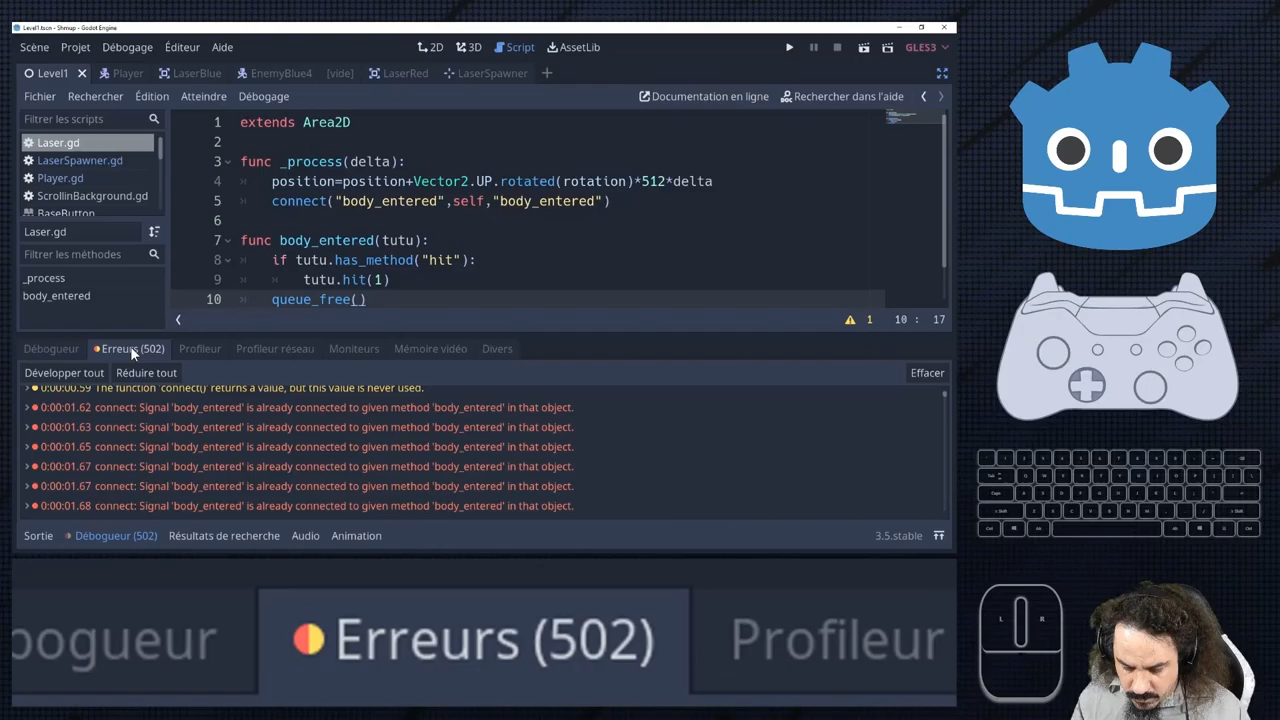 Level1.tscn - Shmup - Godot Engine
Scène Projet Débogage Éditeur Aide
2D 3D Script AssetLib
GLES3
Level1 Player LaserBlue EnemyBlue4 [vide] LaserRed LaserSpawner
Fichier Rechercher Édition Atteindre Débogage
Documentation en ligne Rechercher dans l'aide
Filtrer les scripts
Laser.gd
LaserSpawner.gd
Player.gd
ScrollinBackground.gd
BaseButton
Laser.gd
Filtrer les méthodes
_process
body_entered
1 extends Area2D
2
3 func _process(delta):
4 position=position+Vector2.UP.rotated(rotation)*512*delta
5 connect("body_entered",self,"body_entered")
6
7 func body_entered(tutu):
8 if tutu.has_method("hit"):
9 tutu.hit(1)
10 queue_free()
1 10 : 17
Débogueur Erreurs (502) Profileur Profileur réseau Moniteurs Mémoire vidéo Divers
Développer tout Réduire tout Effacer
0:00:00.59 The function 'connect()' returns a value, but this value is never used.
0:00:01.62 connect: Signal 'body_entered' is already connected to given method 'body_entered' in that object.
0:00:01.63 connect: Signal 'body_entered' is already connected to given method 'body_entered' in that object.
0:00:01.65 connect: Signal 'body_entered' is already connected to given method 'body_entered' in that object.
0:00:01.67 connect: Signal 'body_entered' is already connected to given method 'body_entered' in that object.
0:00:01.67 connect: Signal 'body_entered' is already connected to given method 'body_entered' in that object.
0:00:01.68 connect: Signal 'body_entered' is already connected to given method 'body_entered' in that object.
Sortie Débogueur (502) Résultats de recherche Audio Animation 3.5.stable
bogueur Erreurs (502) Profileur
L R